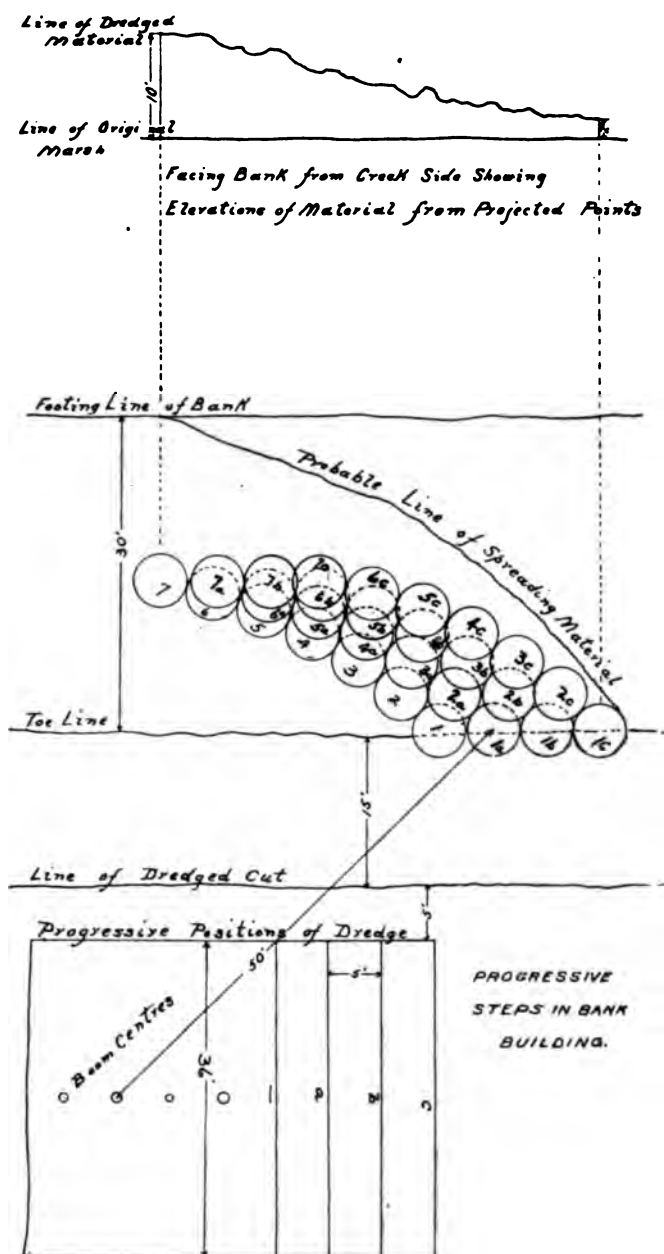 Line of Dredged
Material
10'
Line of Original
Marsh
Facing Bank from Creek Side Showing
Elevations of Material from Projected Points
Footing Line of Bank
Probable Line of Spreading Material
30'
7
7a
7b
6
5
4
5a
6b
6c
5b
4a
3
5c
4c
3b
3c
2
2a
2b
2c
Toe Line
1
1a
1b
1c
15'
Line of Dredged Cut
5'
Progressive Positions of Dredge
50'
5'
Boom Centres
36'
PROGRESSIVE
STEPS IN BANK
BUILDING.
a
B
C